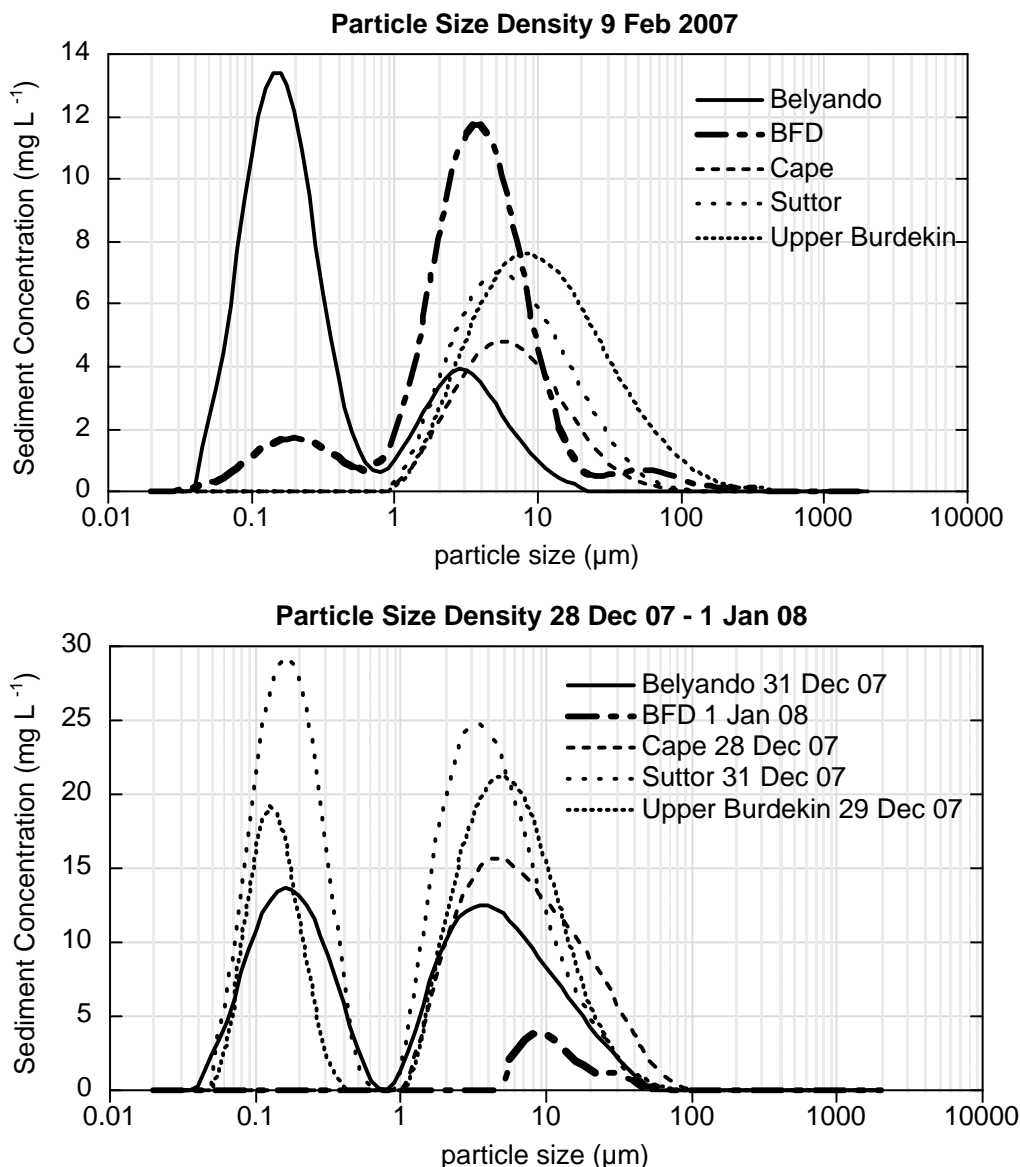 Particle Size Density 9 Feb 2007
Sediment Concentration (mg L -1)
14
12
10
8
6
4
2
0
Belyando
BFD
Cape
Suttor
Upper Burdekin
0.01 0.1 1 10 100 1000 10000
particle size (µm)
Particle Size Density 28 Dec 07 - 1 Jan 08
Sediment Concentration (mg L -1)
30
25
20
15
10
5
0
Belyando 31 Dec 07
BFD 1 Jan 08
Cape 28 Dec 07
Suttor 31 Dec 07
Upper Burdekin 29 Dec 07
0.01 0.1 1 10 100 1000 10000
particle size (µm)